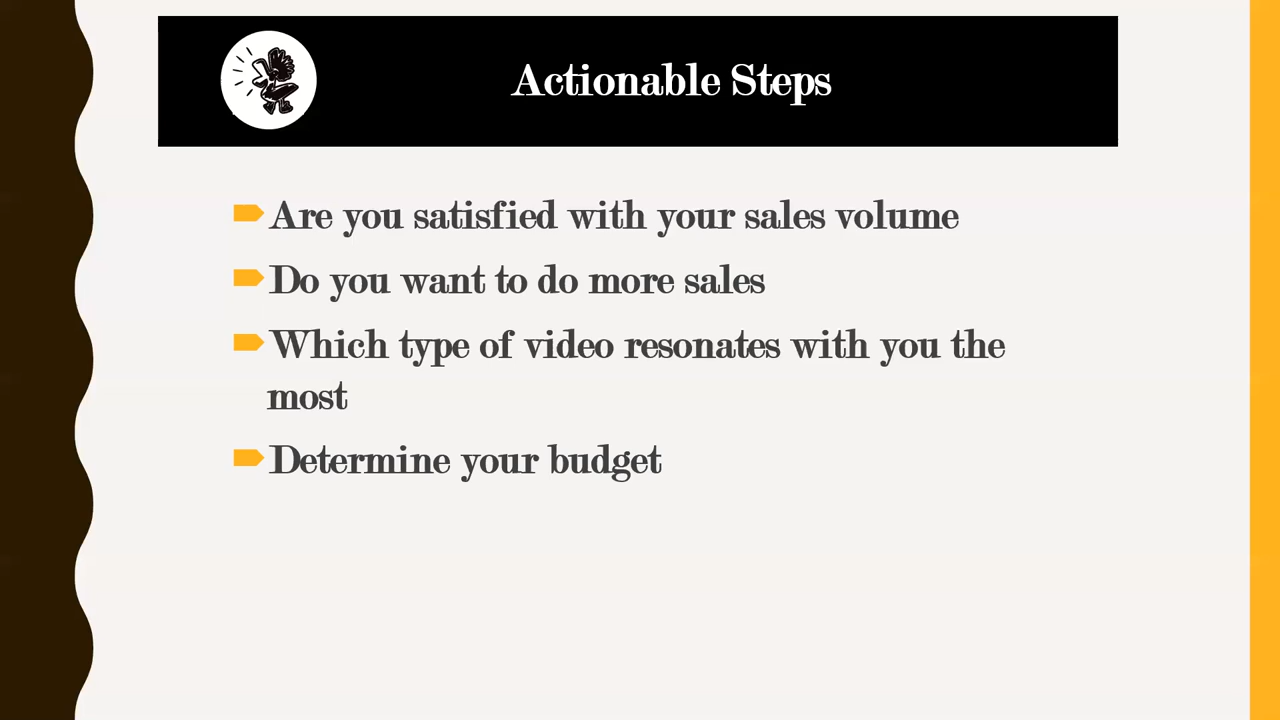 Actionable Steps
Are you satisfied with your sales volume
Do you want to do more sales
Which type of video resonates with you the
most
Determine your budget